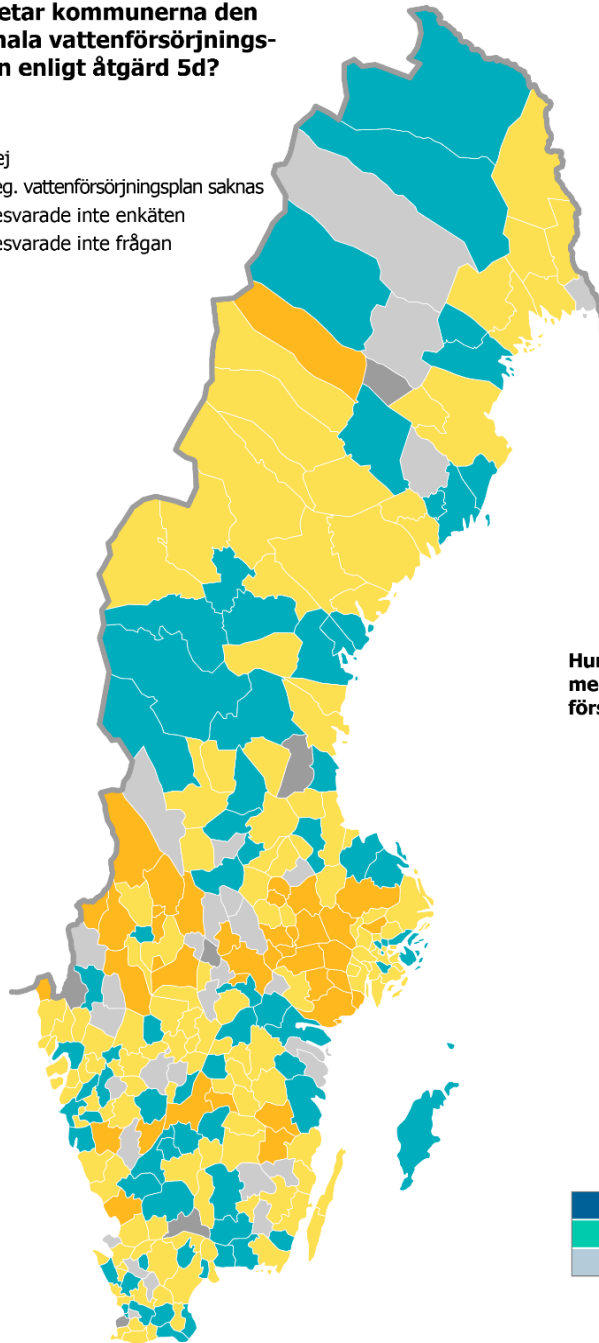 etar kommunerna den
nala vattenförsörjnings-
n enligt åtgärd 5d?
ej
eg. vattenförsörjningsplan saknas
esvarade inte enkäten
esvarade inte frågan
Hur
me
förs